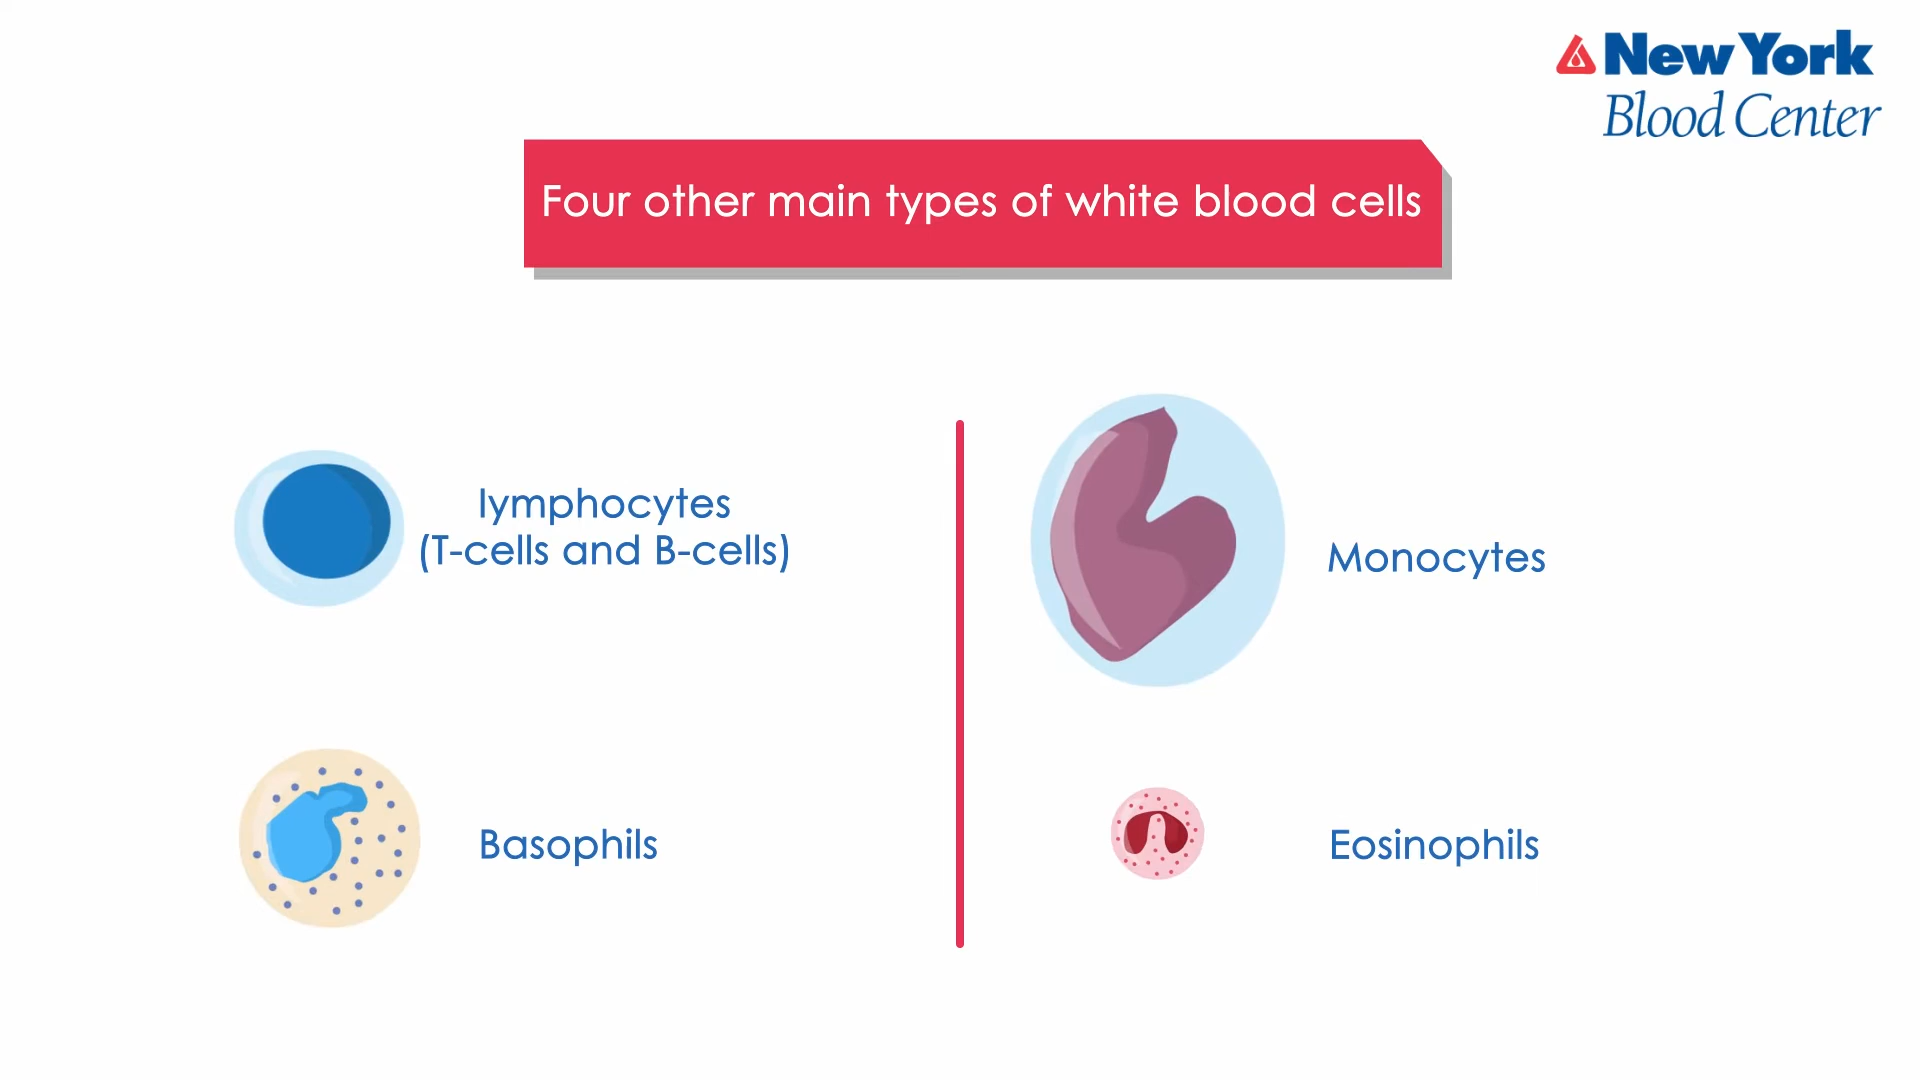 New York
Blood Center
Four other main types of white blood cells
lymphocytes
(T-cells and B-cells)
Monocytes
Basophils
Eosinophils